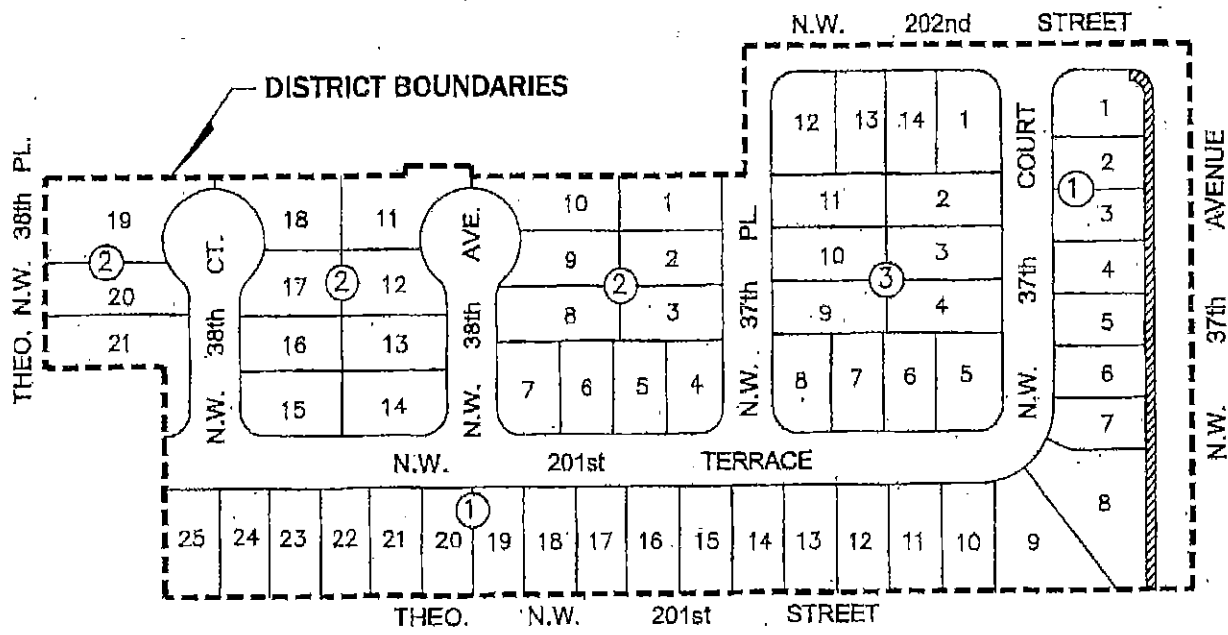 N.W. 202nd STREET
DISTRICT BOUNDARIES
THEO. N.W. 38th PL.
19
2
20
21
N.W. 38th CT.
18 11
17 2 12
16 13
15 14
N.W. 38th AVE.
10 1
9 2
2
8 3
7 6 5 4
N.W. 37th PL.
12 13 14 1
11 2
10 3
3
9 4
8 7 6 5
N.W. 37th COURT
1
2
1
3
4
5
6
7
8
N.W. 37th AVENUE
N.W. 201st TERRACE
1
25 24 23 22 21 20 19 18 17 16 15 14 13 12 11 10 9
THEO. N.W. 201st STREET